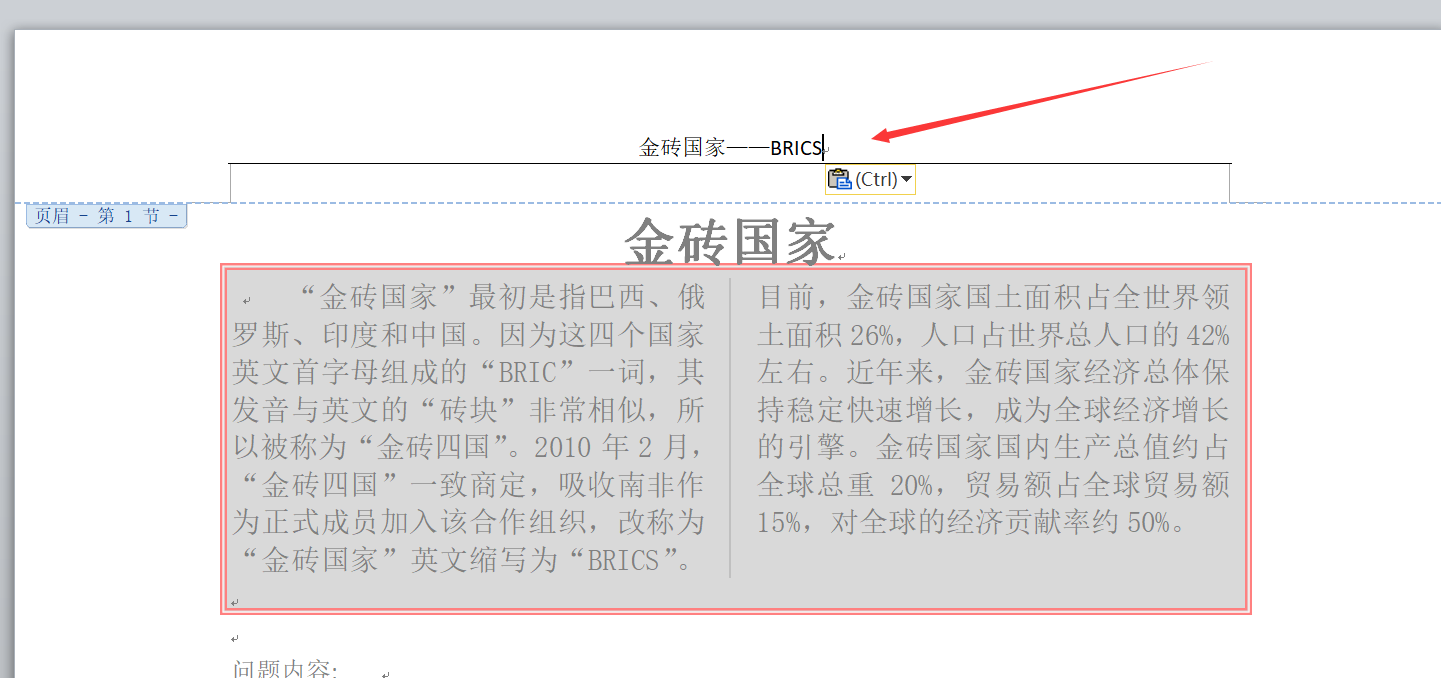 金砖国家——BRICS
(Ctrl)
页眉 - 第 1 节 -
金砖国家
“金砖国家”最初是指巴西、俄
罗斯、印度和中国。因为这四个国家
英文首字母组成的“BRIC”一词，其
发音与英文的“砖块”非常相似，所
以被称为“金砖四国”。2010 年 2 月，
“金砖四国”一致商定，吸收南非作
为正式成员加入该合作组织，改称为
“金砖国家”英文缩写为“BRICS”。
目前，金砖国家国土面积占全世界领
土面积 26%，人口占世界总人口的 42%
左右。近年来，金砖国家经济总体保
持稳定快速增长，成为全球经济增长
的引擎。金砖国家国内生产总值约占
全球总重 20%，贸易额占全球贸易额
15%，对全球的经济贡献率约 50%。
问题内容: